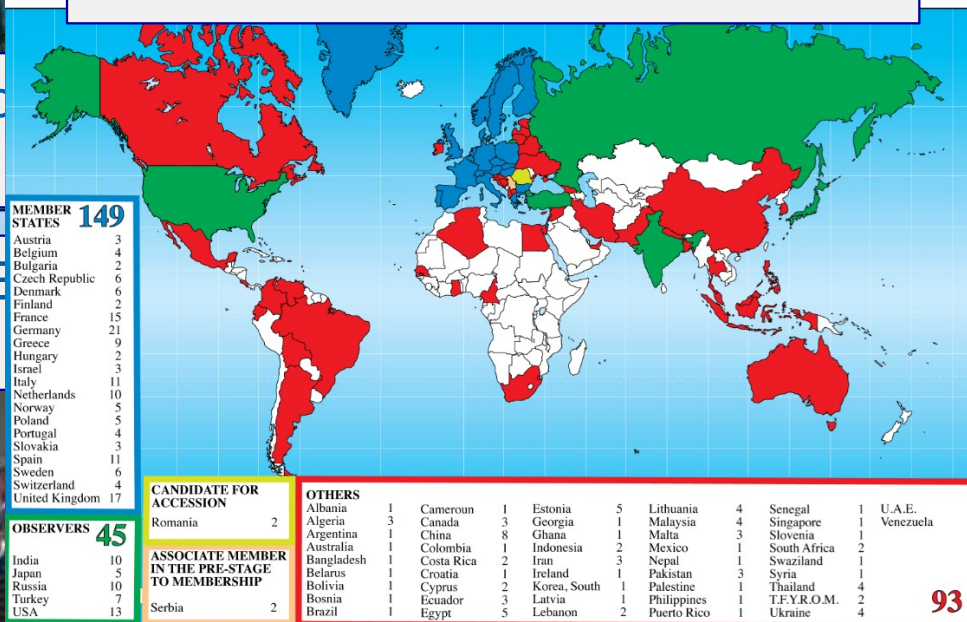 MEMBER
STATES 149
Austria 3
Belgium 4
Bulgaria 2
Czech Republic 6
Denmark 6
Finland 2
France 15
Germany 21
Greece 9
Hungary 2
Israel 3
Italy 11
Netherlands 10
Norway 5
Poland 5
Portugal 4
Slovakia 3
Spain 11
Sweden 6
Switzerland 4
United Kingdom 17
OBSERVERS 45
India 10
Japan 5
Russia 10
Turkey 7
USA 13
CANDIDATE FOR
ACCESSION
Romania 2
ASSOCIATE MEMBER
IN THE PRE-STAGE
TO MEMBERSHIP
Serbia 2
OTHERS
Albania 1
Algeria 3
Argentina 1
Australia 1
Bangladesh 1
Belarus 1
Bolivia 1
Bosnia 1
Brazil 1
Cameroun 1
Canada 3
China 8
Colombia 1
Costa Rica 2
Croatia 1
Cyprus 2
Ecuador 3
Egypt 5
Estonia 5
Georgia 1
Ghana 1
Indonesia 2
Iran 3
Ireland 1
Korea, South 1
Latvia 1
Lebanon 2
Lithuania 4
Malaysia 4
Malta 3
Mexico 1
Nepal 1
Pakistan 3
Palestine 1
Philippines 1
Puerto Rico 1
Senegal 1
Singapore 1
Slovenia 1
South Africa 2
Swaziland 1
Syria 1
Thailand 4
T.F.Y.R.O.M. 2
Ukraine 4
U.A.E.
Venezuela
93